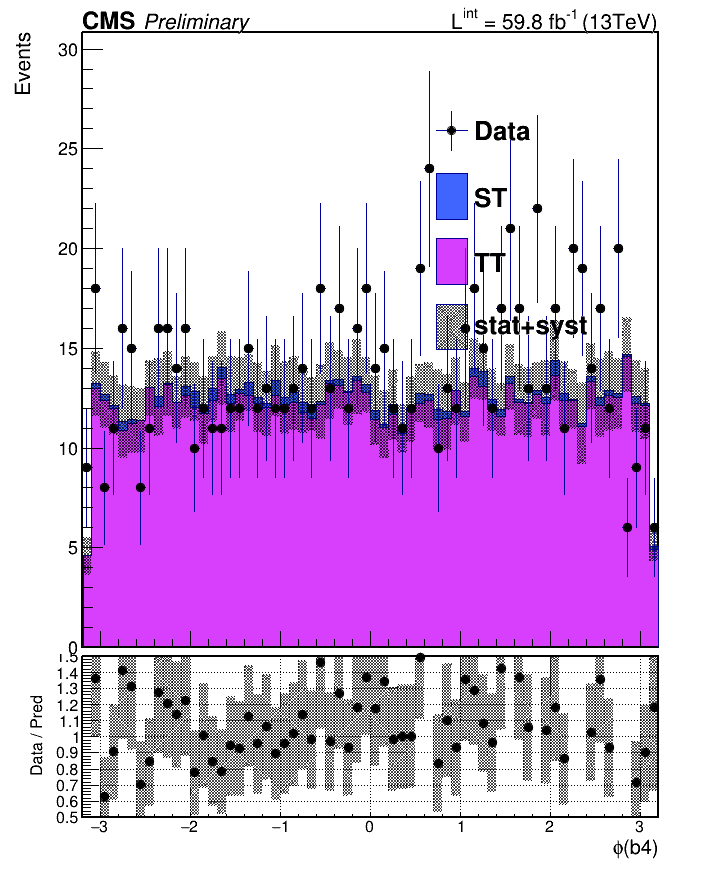 CMS Preliminary
L^int = 59.8 fb^-1 (13TeV)
Events
30
25
20
15
10
5
0
Data
ST
TT
stat+syst
Data / Pred
1.5
1.4
1.3
1.2
1.1
1
0.9
0.8
0.7
0.6
0.5
−3 −2 −1 0 1 2 3
ϕ(b4)